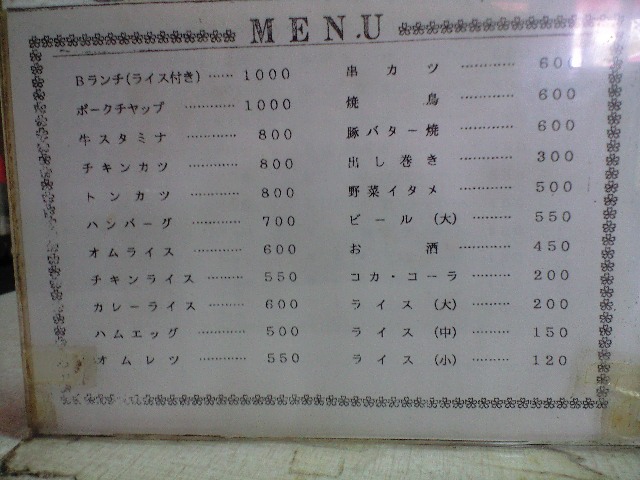 MENU
Bランチ(ライス付き) …… 1000
ポークチャップ ………… 1000
牛スタミナ ………… 800
チキンカツ ………… 800
トンカツ ………… 800
ハンバーグ ………… 700
オムライス ………… 600
チキンライス ………… 550
カレーライス ……… 600
ハムエッグ ………… 500
オムレツ ………… 550
串カツ ………… 600
焼鳥 ………… 600
豚バター焼 ………… 600
出し巻き ………… 300
野菜イタメ ……… 500
ビール(大) ……… 550
お酒 ……… 450
コカ・コーラ ……… 200
ライス(大) ……… 200
ライス(中) ……… 150
ライス(小) ……… 120